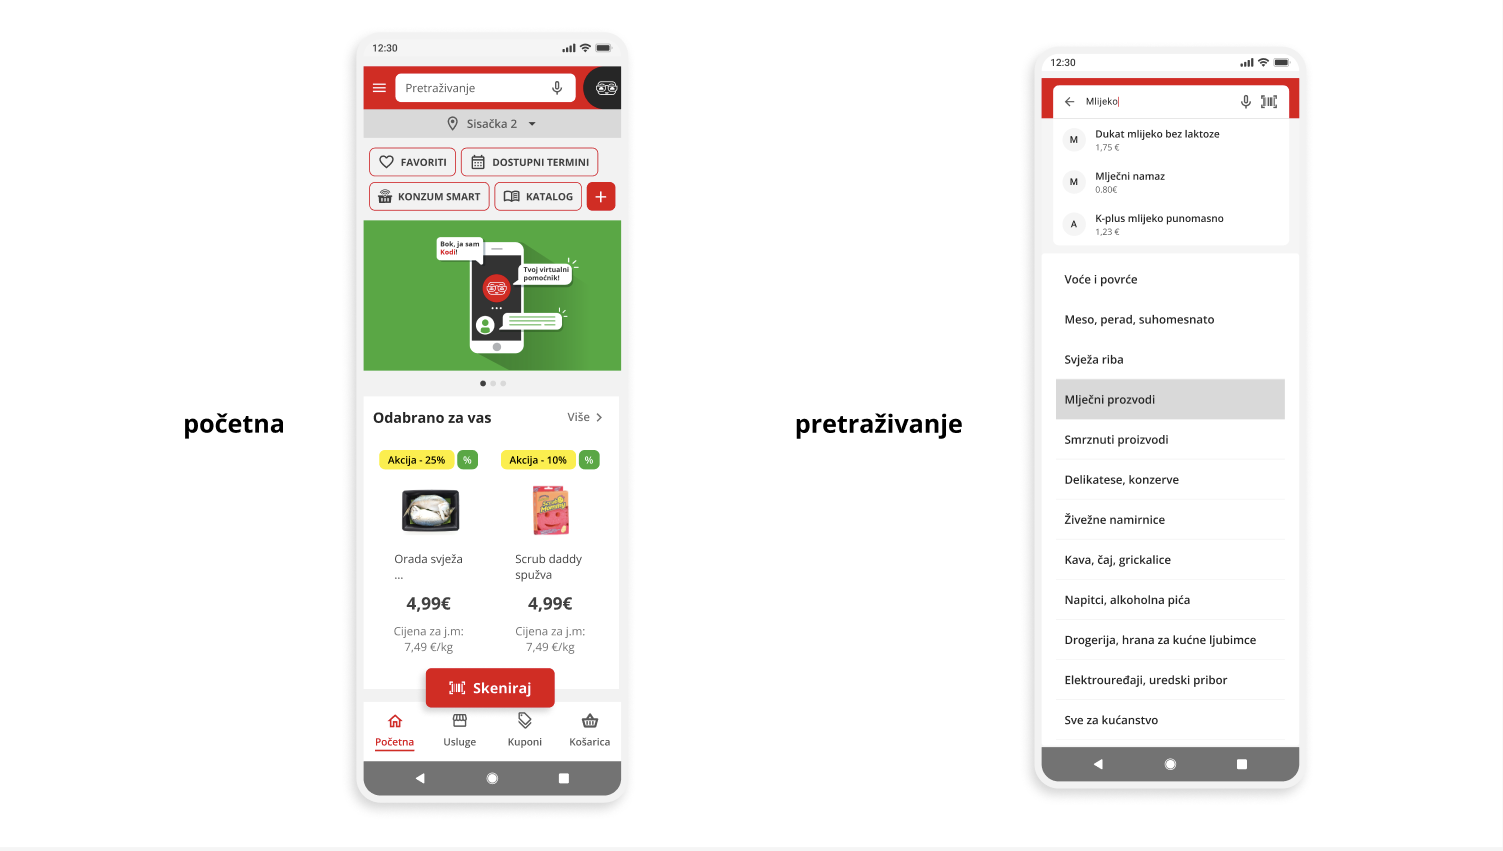 početna
12:30
Pretraživanje
Sisačka 2
FAVORITI
DOSTUPNI TERMINI
KONZUM SMART
KATALOG
+
Bok, ja sam
Kodi!
Tvoj virtualni
pomoćnik!
Odabrano za vas
Više
Akcija - 25% %
Akcija - 10% %
Orada svježa
...
4,99€
Cijena za j.m:
7,49 €/kg
Scrub daddy
spužva
4,99€
Cijena za j.m:
7,49 €/kg
Skeniraj
Početna
Usluge
Kuponi
Košarica
pretraživanje
12:30
Mlijeko
M
Dukat mlijeko bez laktoze
1,75 €
M
Mlječni namaz
0.80€
A
K-plus mlijeko punomasno
1,23 €
Voće i povrće
Meso, perad, suhomesnato
Svježa riba
Mlječni prozvodi
Smrznuti proizvodi
Delikatese, konzerve
Živežne namirnice
Kava, čaj, grickalice
Napitci, alkoholna pića
Drogerija, hrana za kućne ljubimce
Elektrouređaji, uredski pribor
Sve za kućanstvo